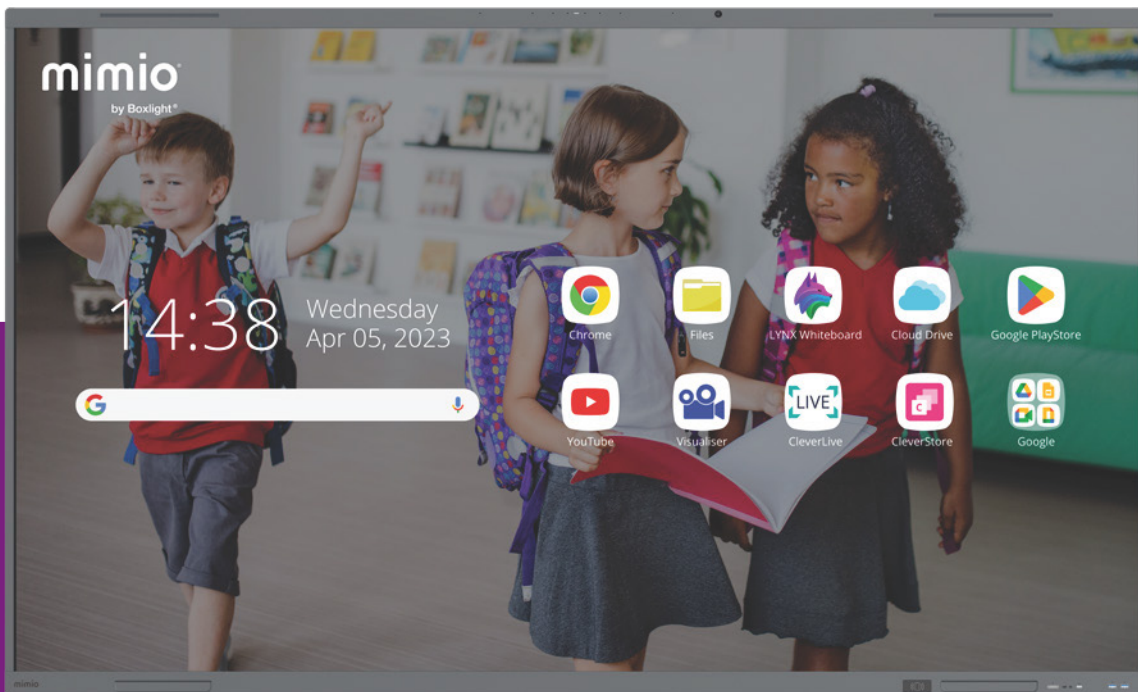 mimio
by Boxlight®
14:38
Wednesday
Apr 05, 2023
Chrome
Files
LYNX Whiteboard
Cloud Drive
Google PlayStore
LIVE
C
YouTube
Visualiser
CleverLive
CleverStore
Google
mimio